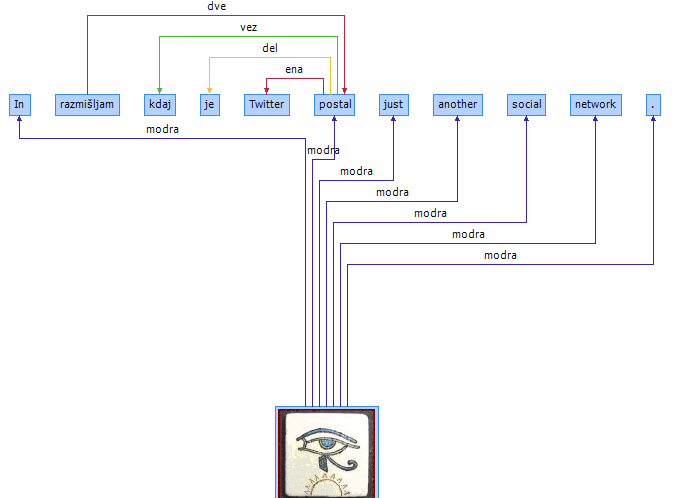 dve
vez
del
ena
In razmišljam kdaj je Twitter postal just another social network .
modra
modra
modra
modra
modra
modra
modra